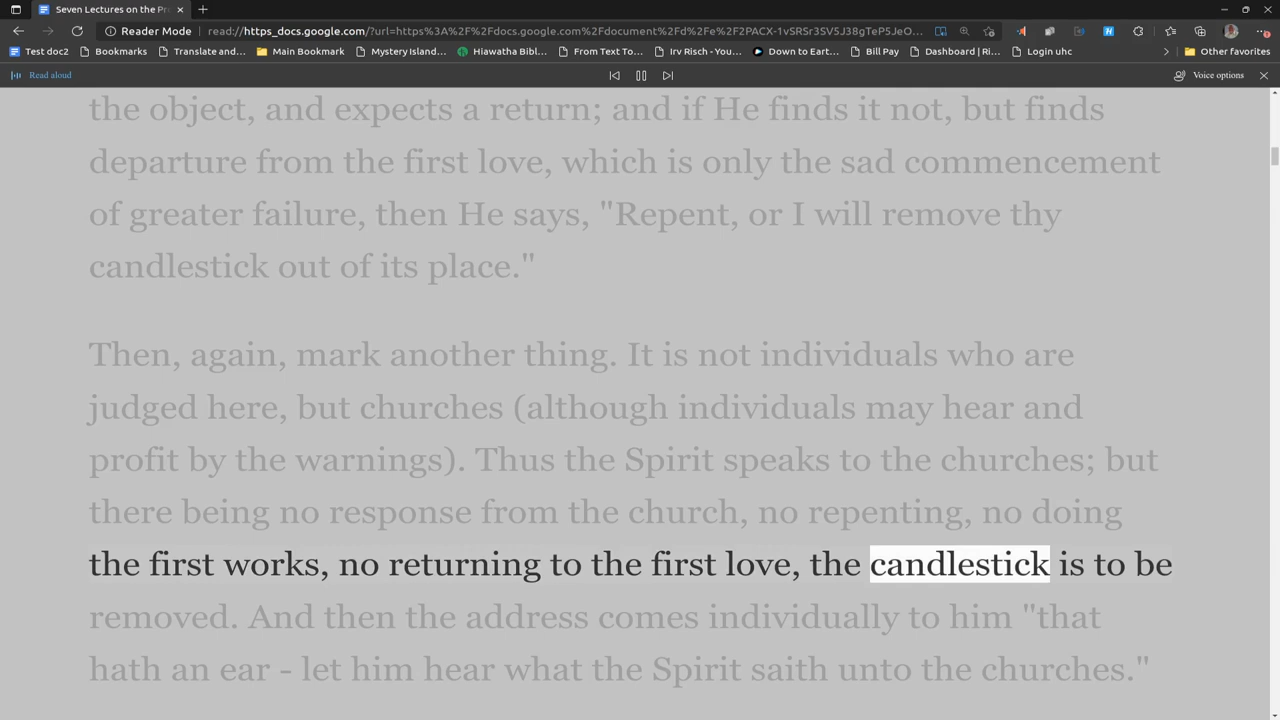 Seven Lectures on the Pr
Reader Mode
read://https_docs.google.com/?url=https%3A%2F%2Fdocs.google.com%2Fdocument%2Fd%2Fe%2F2PACX-1vSRSr3SV5J38gTeP5JeO...
Test doc2
Bookmarks
Translate and...
Main Bookmark
Mystery Island...
Hiawatha Bibl...
From Text To...
Irv Risch - You...
Down to Eart...
Bill Pay
Dashboard | Ri...
Login uhc
Other favorites
Read aloud
Voice options
the object, and expects a return; and if He finds it not, but finds
departure from the first love, which is only the sad commencement
of greater failure, then He says, "Repent, or I will remove thy
candlestick out of its place."
Then, again, mark another thing. It is not individuals who are
judged here, but churches (although individuals may hear and
profit by the warnings). Thus the Spirit speaks to the churches; but
there being no response from the church, no repenting, no doing
the first works, no returning to the first love, the candlestick is to be
removed. And then the address comes individually to him "that
hath an ear - let him hear what the Spirit saith unto the churches."